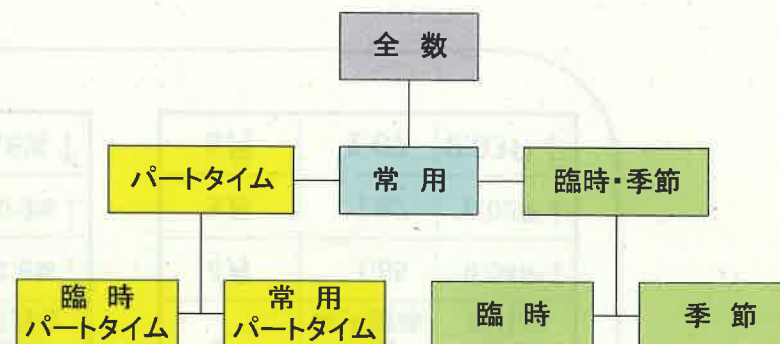 全 数
パートタイム
常 用
臨時・季節
臨 時
パートタイム
常 用
パートタイム
臨 時
季 節